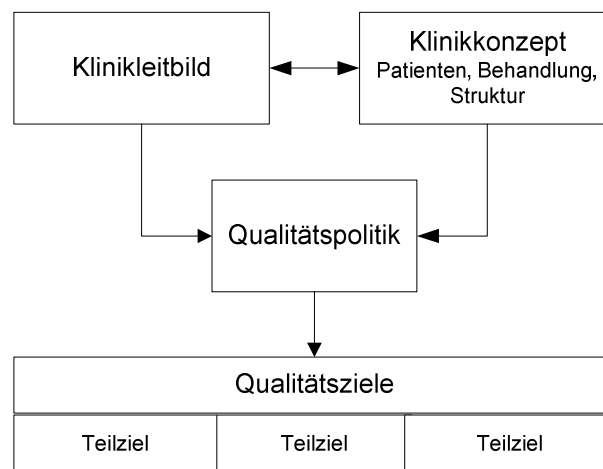 Klinikleitbild
Klinikkonzept
Patienten, Behandlung,
Struktur
Qualitätspolitik
Qualitätsziele
Teilziel
Teilziel
Teilziel